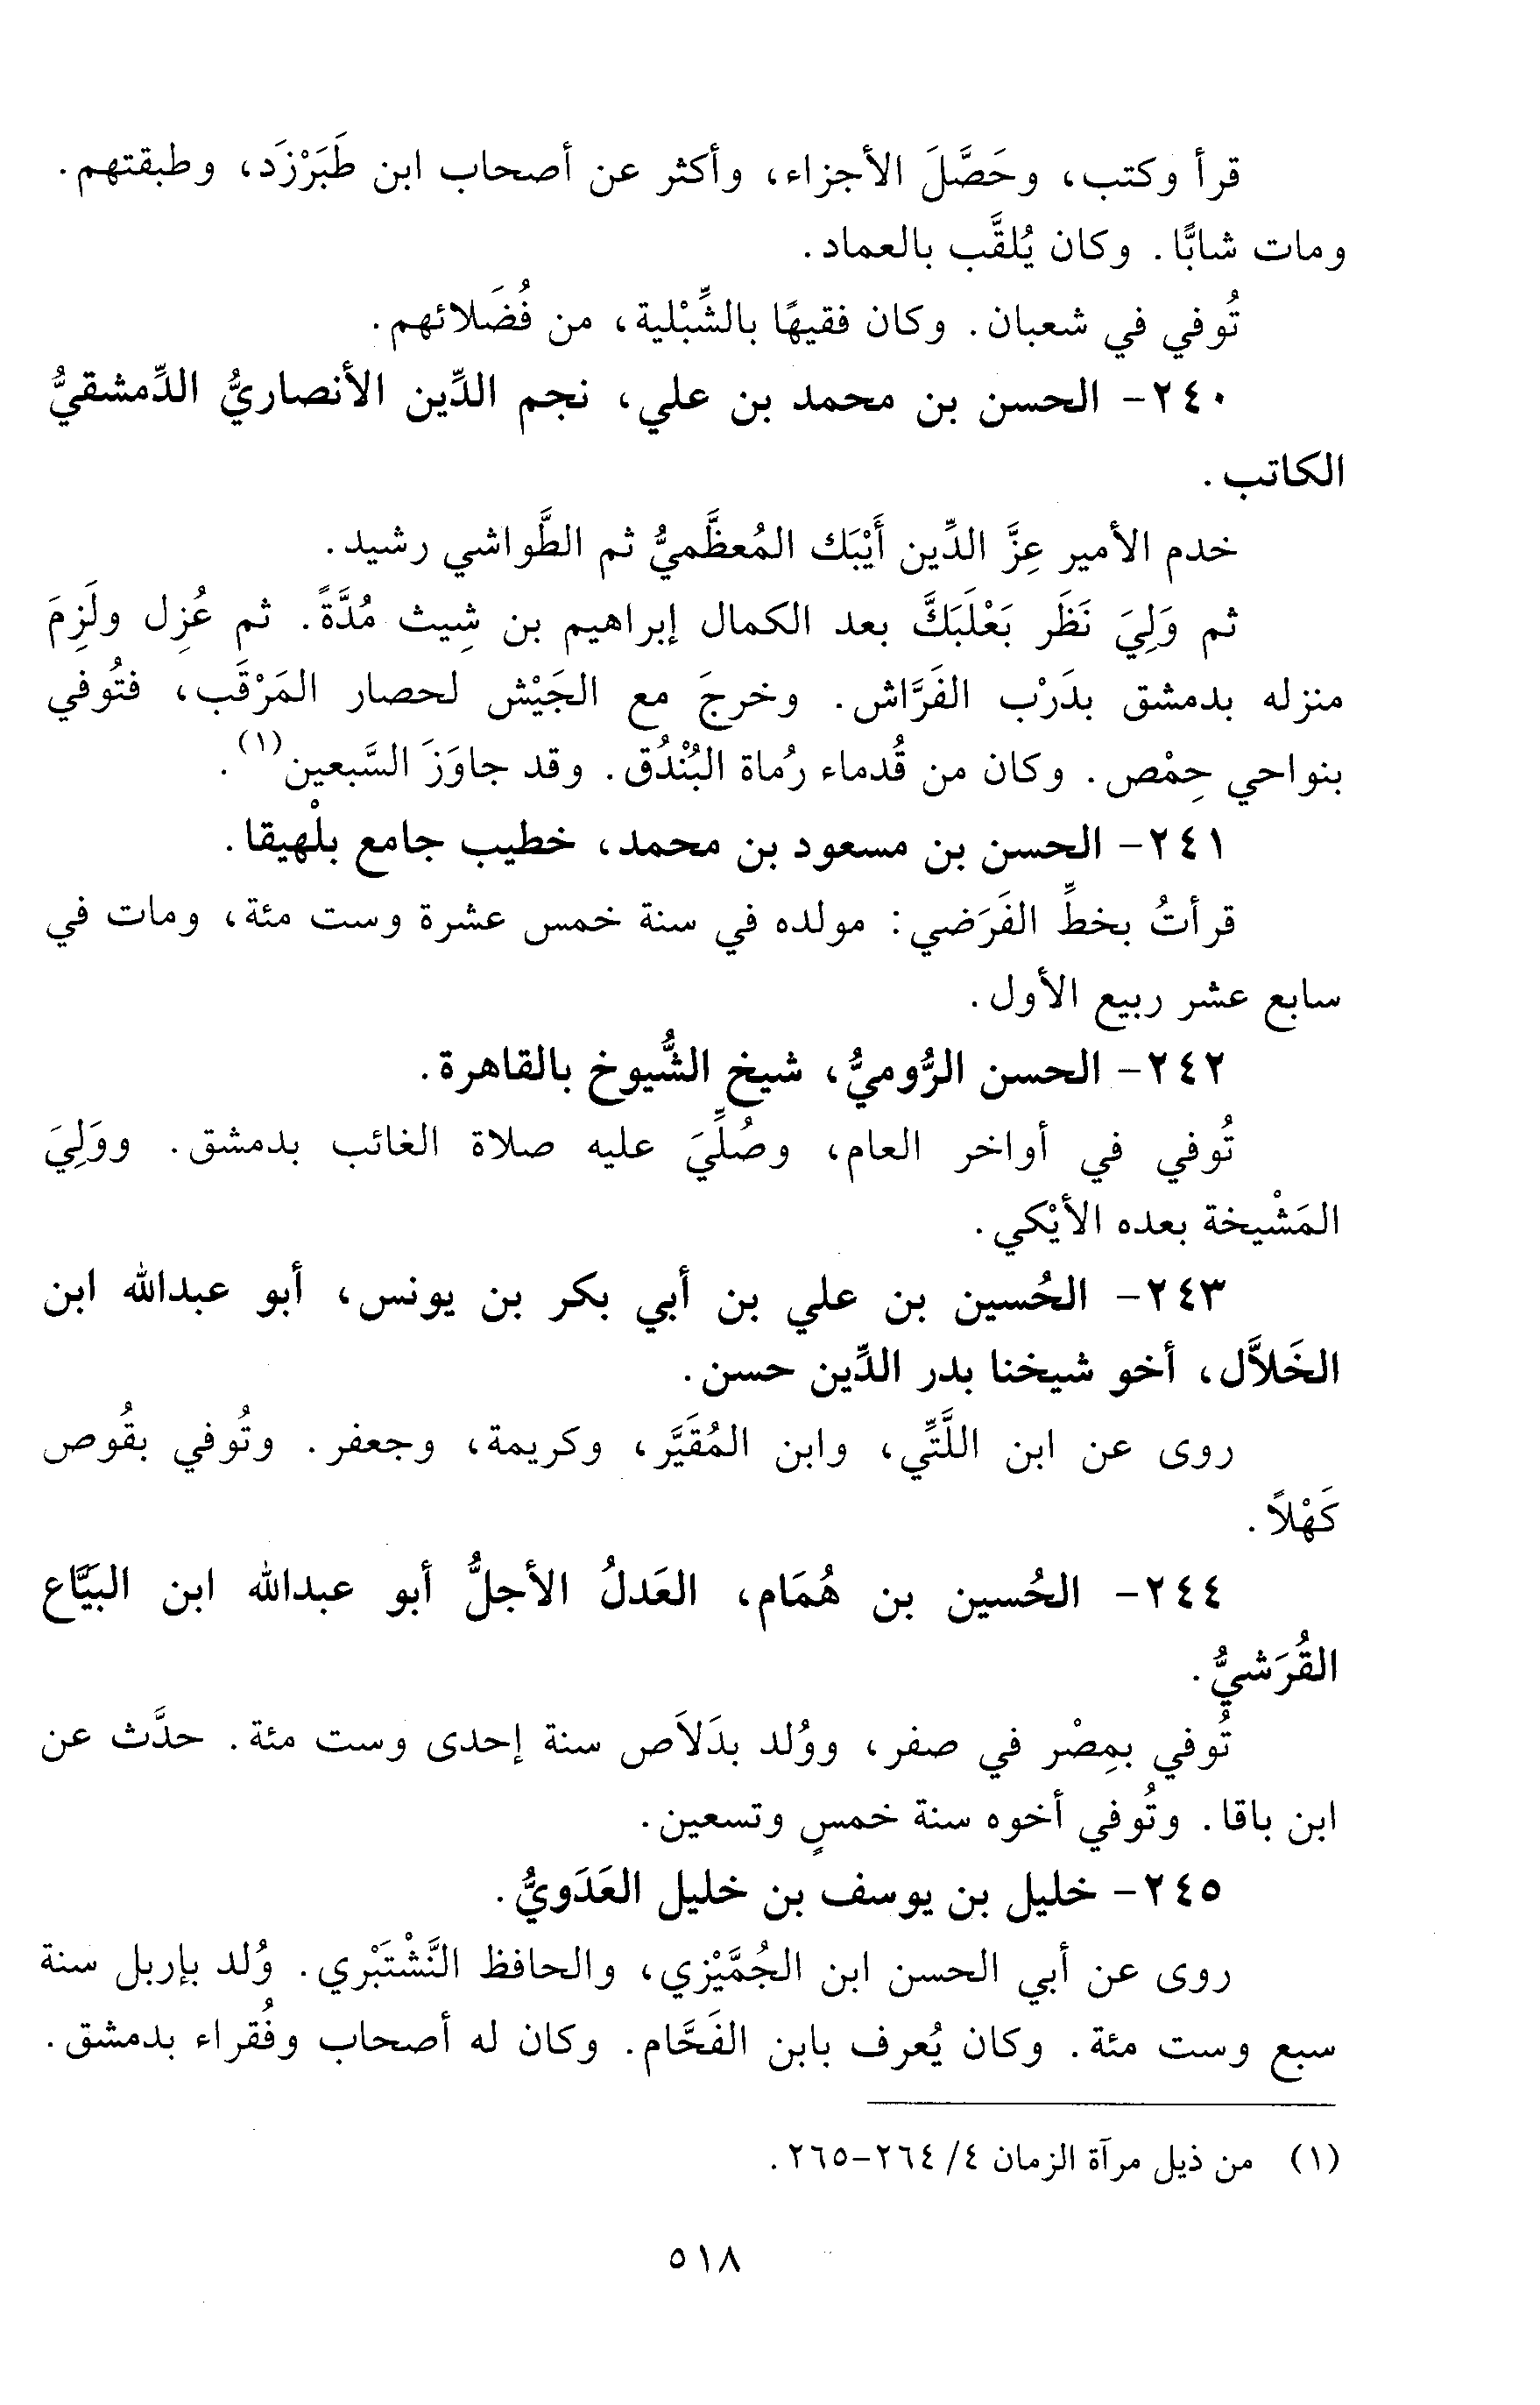 قرأ وكتب، وحَصَّلَ الأجزاء، وأكثر عن أصحاب ابن طَبَرْزَد، وطبقتهم.
ومات شابًّا. وكان يُلقَّب بالعماد.
تُوفي في شعبان. وكان فقيهًا بالشِّبْلية، من فُضَلائهم.
٢٤٠- الحسن بن محمد بن علي، نجم الدِّين الأنصاريُّ الدِّمشقيُّ
الكاتب.
خدم الأمير عِزَّ الدِّين أَيْبَك المُعظَّميُّ ثم الطَّواشي رشيد.
ثم وَلِيَ نَظَر بَعْلَبَكَّ بعد الكمال إبراهيم بن شِيث مُدَّةً. ثم عُزِل ولَزِمَ
منزله بدمشق بدَرْب الفَرَّاش. وخرجَ مع الجَيْش لحصار المَرْقَب، فتُوفي
بنواحي حِمْص. وكان من قُدماء رُماة البُنْدُق. وقد جاوَزَ السَّبعين(١).
٢٤١- الحسن بن مسعود بن محمد، خطيب جامع بلْهيقا.
قرأتُ بخطِّ الفَرَضي: مولده في سنة خمس عشرة وست مئة، ومات في
سابع عشر ربيع الأول.
٢٤٢- الحسن الرُّوميُّ، شيخ الشُّيوخ بالقاهرة.
تُوفي في أواخر العام، وصُلِّيَ عليه صلاة الغائب بدمشق. ووَلِيَ
المَشْيخة بعده الأيْكي.
٢٤٣- الحُسين بن علي بن أبي بكر بن يونس، أبو عبدالله ابن
الخَلاَّل، أخو شيخنا بدر الدِّين حسن.
روى عن ابن اللَّتِّي، وابن المُقَيَّر، وكريمة، وجعفر. وتُوفي بقُوص
كَهْلاً.
٢٤٤- الحُسين بن هُمَام، العَدلُ الأجلُّ أبو عبدالله ابن البَيَّاع
القُرَشيُّ.
تُوفي بمِصْر في صفر، ووُلد بدَلاَص سنة إحدى وست مئة. حدَّث عن
ابن باقا. وتُوفي أخوه سنة خمسٍ وتسعين.
٢٤٥- خليل بن يوسف بن خليل العَدَويُّ.
روى عن أبي الحسن ابن الجُمَّيْزي، والحافظ النَّشْتَبْري. وُلد بإربل سنة
سبع وست مئة. وكان يُعرف بابن الفَحَّام. وكان له أصحاب وفُقراء بدمشق.
(١) من ذيل مرآة الزمان ٤/ ٢٦٤-٢٦٥.
٥١٨